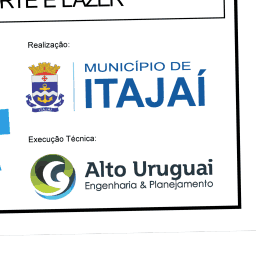 RTE E LAZER
Realização:
MUNICÍPIO DE
ITAJAÍ
Execução Técnica:
Alto Uruguai
Engenharia & Planejamento